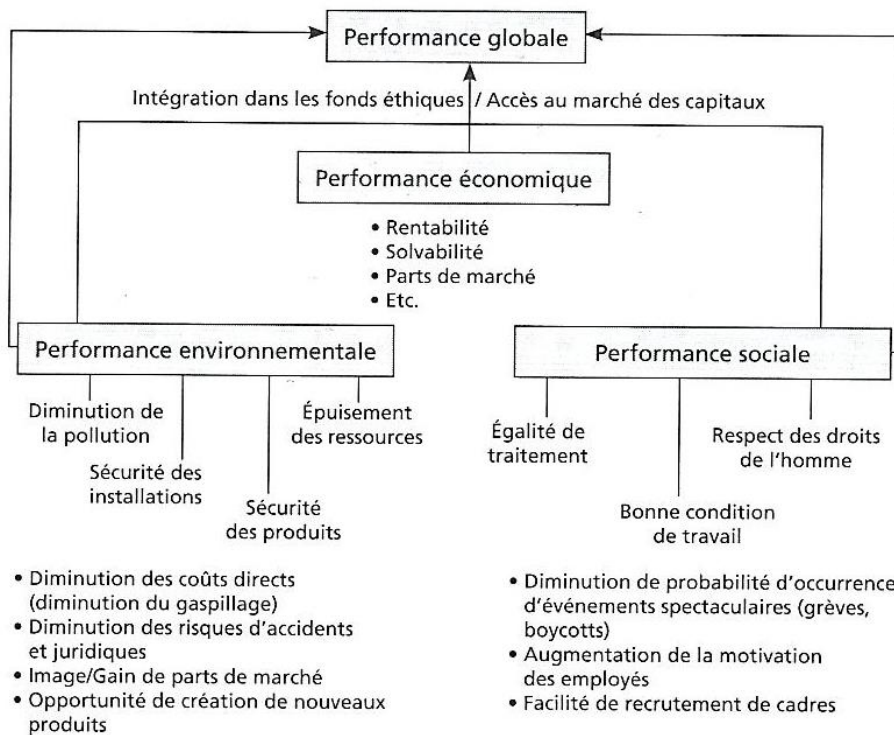 Performance globale
Intégration dans les fonds éthiques / Accès au marché des capitaux
Performance économique
• Rentabilité
• Solvabilité
• Parts de marché
• Etc.
Performance environnementale
Diminution de
la pollution
Sécurité des
installations
Sécurité
des produits
Épuisement
des ressources
Performance sociale
Égalité de
traitement
Bonne condition
de travail
Respect des droits
de l'homme
• Diminution des coûts directs
(diminution du gaspillage)
• Diminution des risques d'accidents
et juridiques
• Image/Gain de parts de marché
• Opportunité de création de nouveaux
produits
• Diminution de probabilité d'occurrence
d'événements spectaculaires (grèves,
boycotts)
• Augmentation de la motivation
des employés
• Facilité de recrutement de cadres